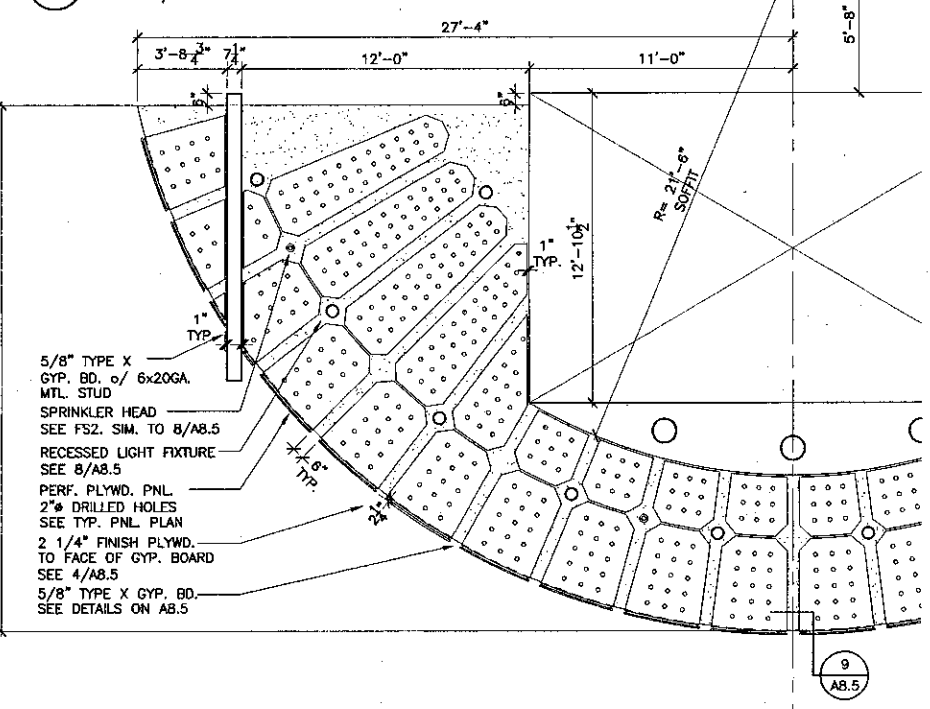 27'-4"
5'-8"
3'-8 3/4"
7 1/4"
12'-0"
11'-0"
6"
6"
R= 21'-6"
SOFFIT
1"
TYP.
12'-10 1/2"
1"
TYP.
5/8" TYPE X
GYP. BD. o/ 6x20GA.
MTL. STUD
SPRINKLER HEAD
SEE FS2. SIM. TO 8/A8.5
RECESSED LIGHT FIXTURE
SEE 8/A8.5
PERF. PLYWD. PNL.
2"ø DRILLED HOLES
SEE TYP. PNL. PLAN
2 1/4" FINISH PLYWD.
TO FACE OF GYP. BOARD
SEE 4/A8.5
5/8" TYPE X GYP. BD.
SEE DETAILS ON A8.5
6"
TYP.
2 1/4"
9
A8.5